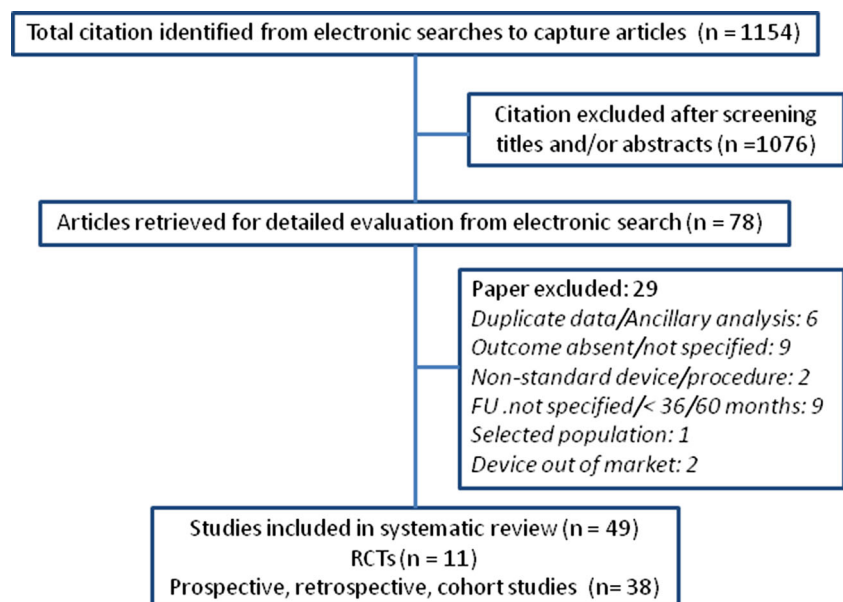 Total citation identified from electronic searches to capture articles (n = 1154)
Citation excluded after screening
titles and/or abstracts (n =1076)
Articles retrieved for detailed evaluation from electronic search (n = 78)
Paper excluded: 29
Duplicate data/Ancillary analysis: 6
Outcome absent/not specified: 9
Non-standard device/procedure: 2
FU .not specified/< 36/60 months: 9
Selected population: 1
Device out of market: 2
Studies included in systematic review (n = 49)
RCTs (n = 11)
Prospective, retrospective, cohort studies (n= 38)